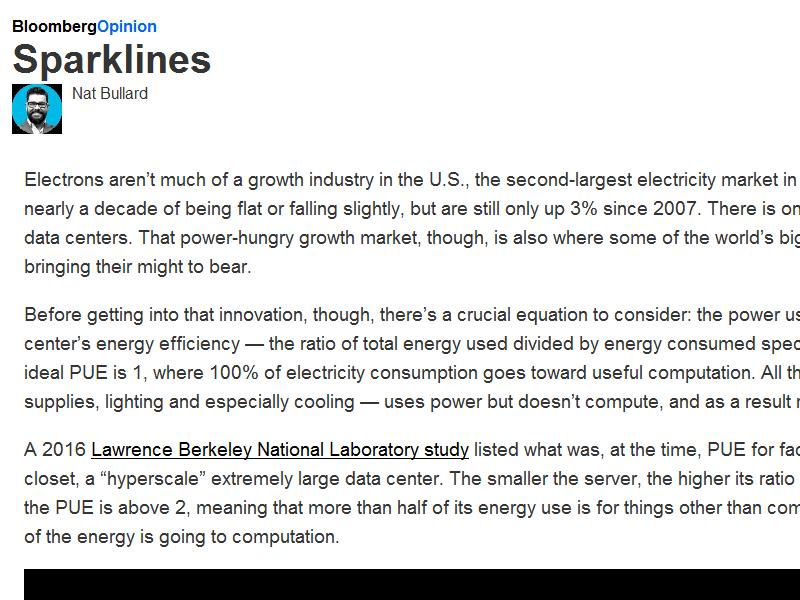 BloombergOpinion
Sparklines
Nat Bullard
Electrons aren’t much of a growth industry in the U.S., the second-largest electricity market in
nearly a decade of being flat or falling slightly, but are still only up 3% since 2007. There is
data centers. That power-hungry growth market, though, is also where some of the world’s
bringing their might to bear.
Before getting into that innovation, though, there’s a crucial equation to consider: the power
center’s energy efficiency — the ratio of total energy used divided by energy consumed
ideal PUE is 1, where 100% of electricity consumption goes toward useful computation. All
supplies, lighting and especially cooling — uses power but doesn’t compute, and as a result
A 2016 Lawrence Berkeley National Laboratory study listed what was, at the time, PUE for
closet, a “hyperscale” extremely large data center. The smaller the server, the higher its ratio
the PUE is above 2, meaning that more than half of its energy use is for things other than
of the energy is going to computation.